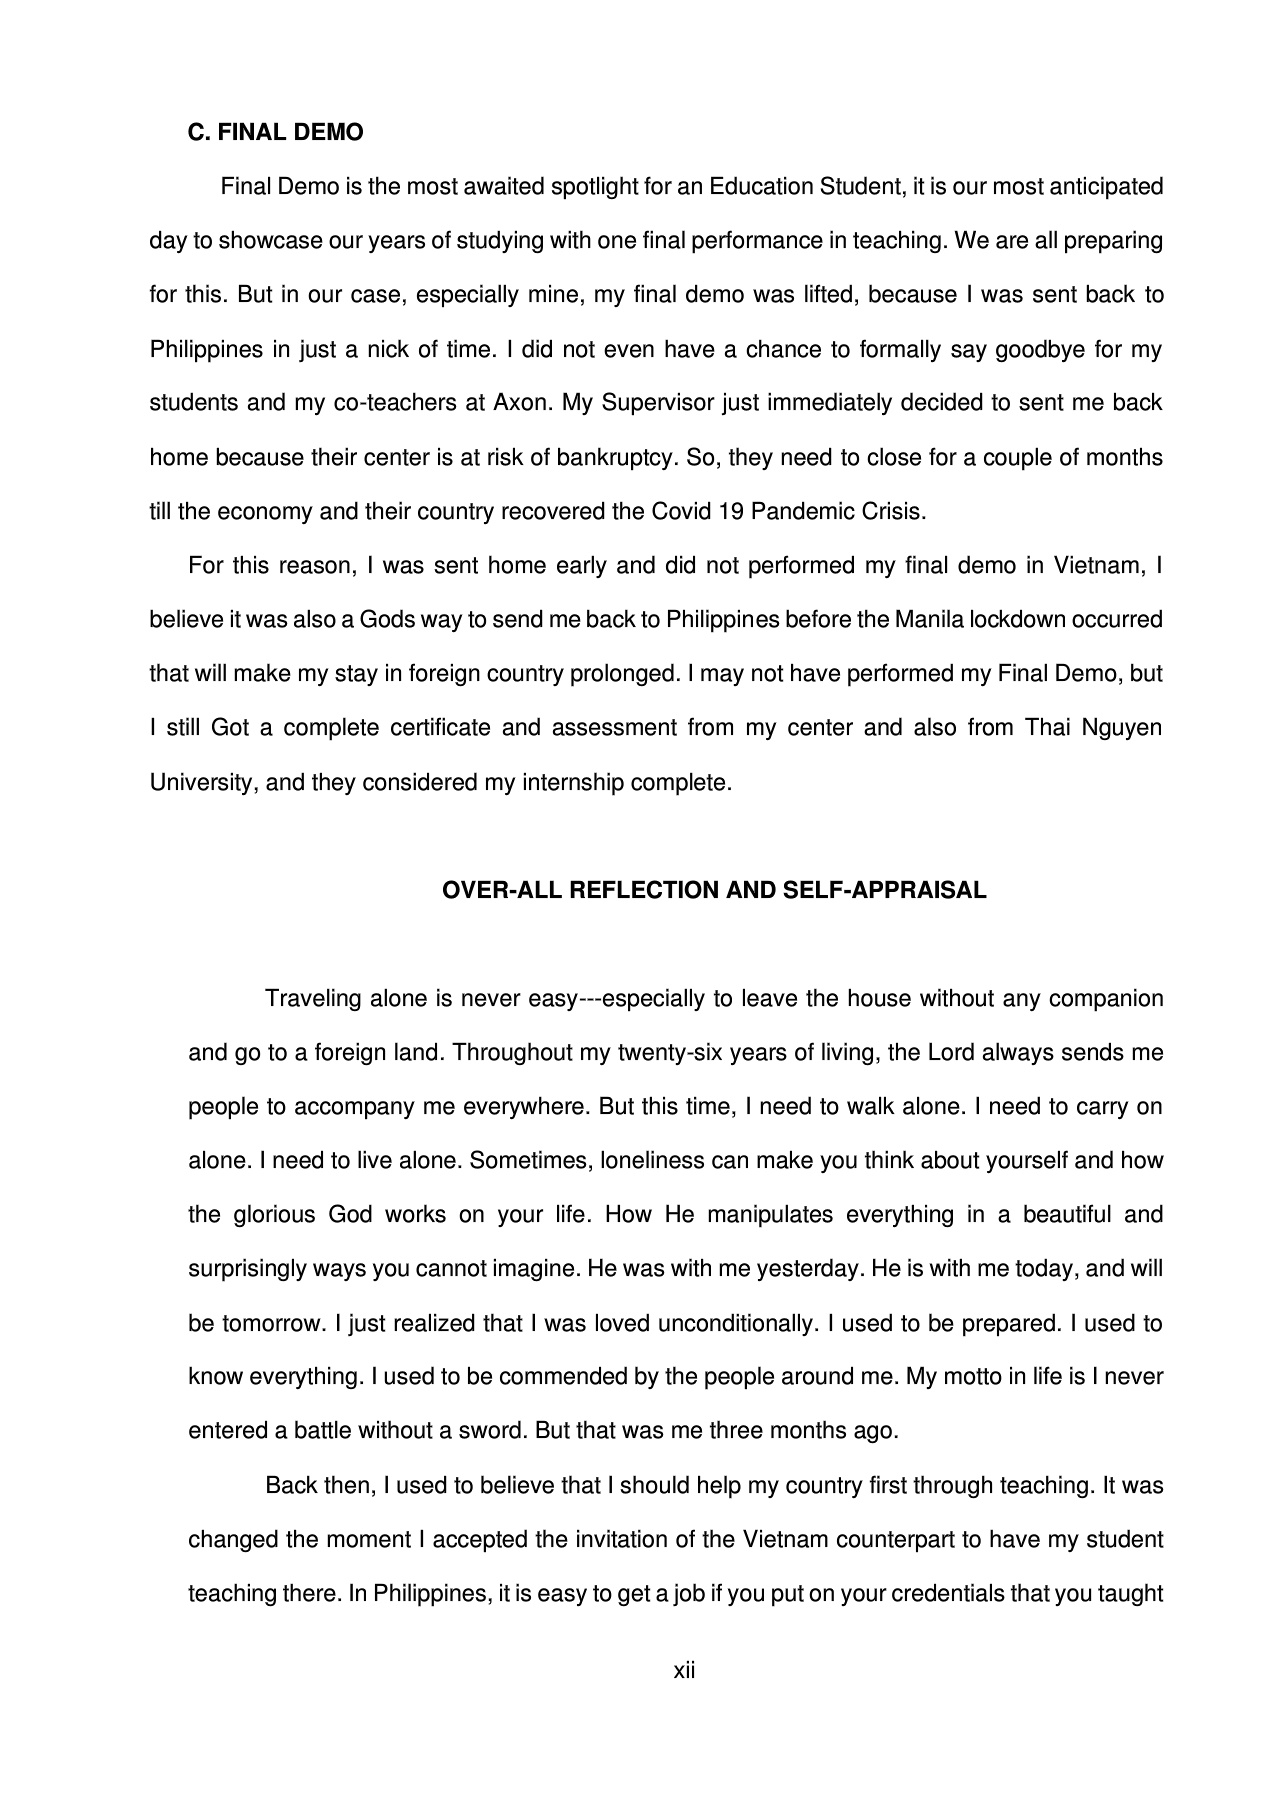 C. FINAL DEMO
Final Demo is the most awaited spotlight for an Education Student, it is our most anticipated
day to showcase our years of studying with one final performance in teaching. We are all preparing
for this. But in our case, especially mine, my final demo was lifted, because I was sent back to
Philippines in just a nick of time. I did not even have a chance to formally say goodbye for my
students and my co-teachers at Axon. My Supervisor just immediately decided to sent me back
home because their center is at risk of bankruptcy. So, they need to close for a couple of months
till the economy and their country recovered the Covid 19 Pandemic Crisis.
For this reason, I was sent home early and did not performed my final demo in Vietnam, I
believe it was also a Gods way to send me back to Philippines before the Manila lockdown occurred
that will make my stay in foreign country prolonged. I may not have performed my Final Demo, but
I still Got a complete certificate and assessment from my center and also from Thai Nguyen
University, and they considered my internship complete.
OVER-ALL REFLECTION AND SELF-APPRAISAL
Traveling alone is never easy---especially to leave the house without any companion
and go to a foreign land. Throughout my twenty-six years of living, the Lord always sends me
people to accompany me everywhere. But this time, I need to walk alone. I need to carry on
alone. I need to live alone. Sometimes, loneliness can make you think about yourself and how
the glorious God works on your life. How He manipulates everything in a beautiful and
surprisingly ways you cannot imagine. He was with me yesterday. He is with me today, and will
be tomorrow. I just realized that I was loved unconditionally. I used to be prepared. I used to
know everything. I used to be commended by the people around me. My motto in life is I never
entered a battle without a sword. But that was me three months ago.
Back then, I used to believe that I should help my country first through teaching. It was
changed the moment I accepted the invitation of the Vietnam counterpart to have my student
teaching there. In Philippines, it is easy to get a job if you put on your credentials that you taught
xii